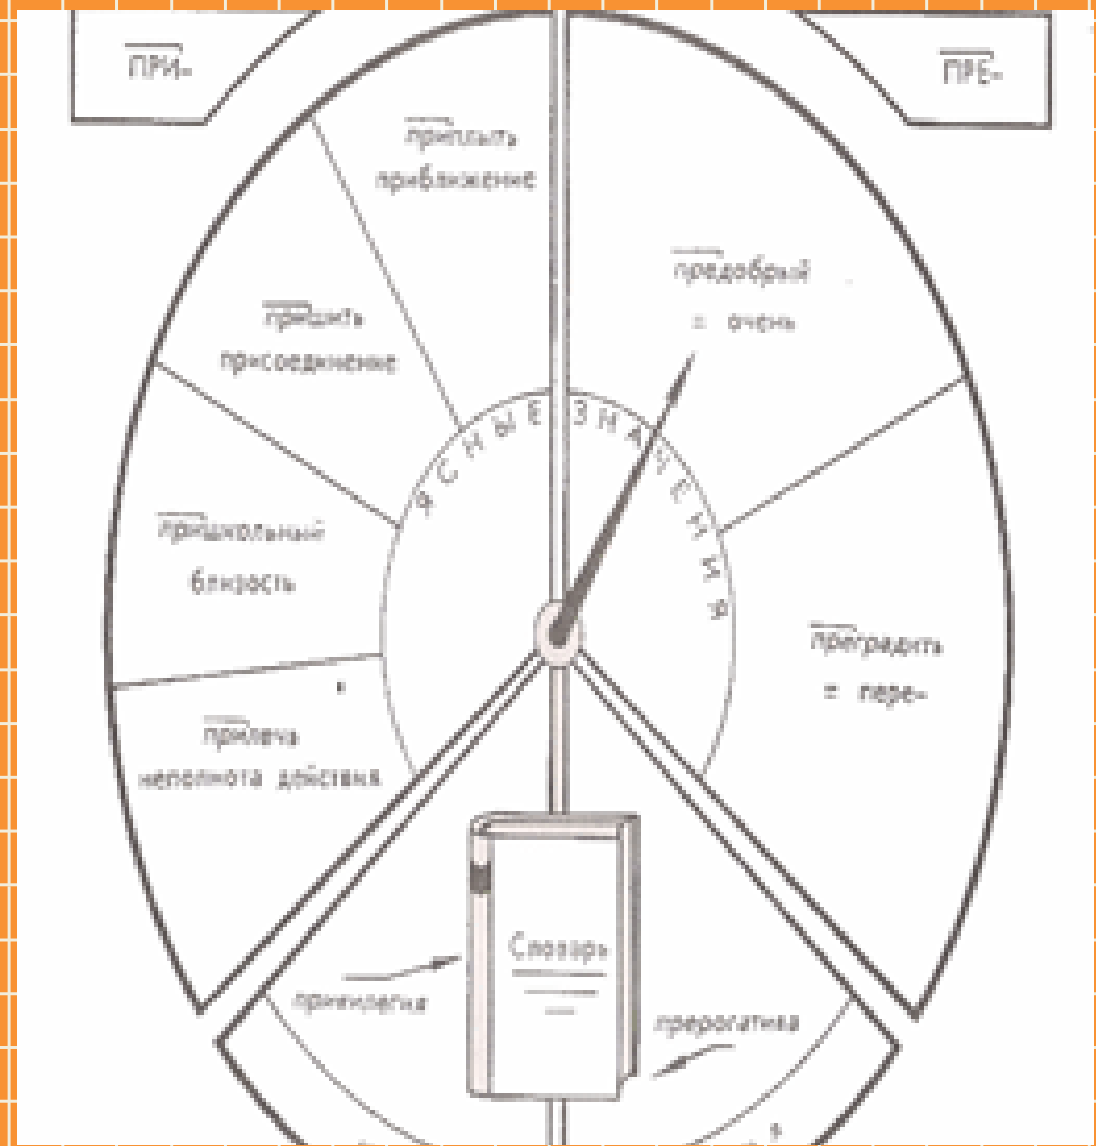 ПРИ-
ПРЕ-
приплыть
приближение
пришить
присоединение
пришкольный
близость
прилечь
неполнота действия
предобрый
= очень
преградить
= пере-
ЯСНЫЕ ЗНАЧЕНИЯ
Словарь
привилегия
прерогатива